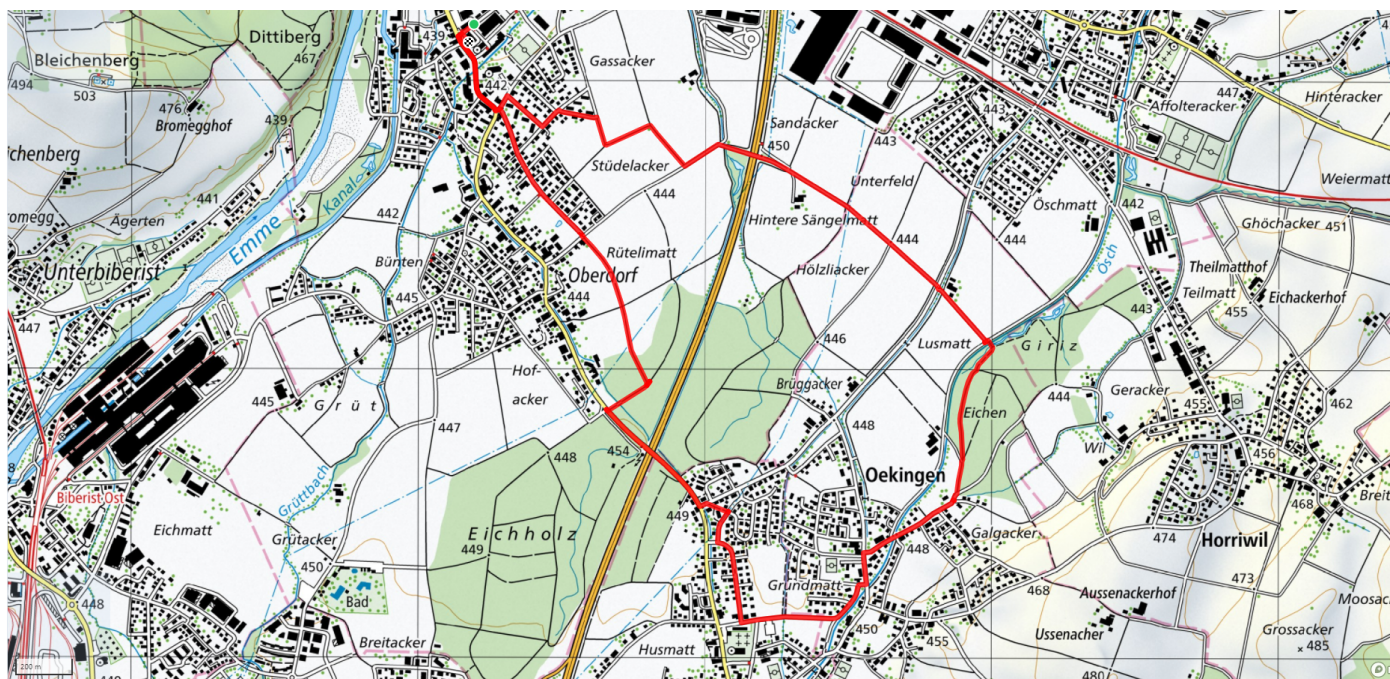 Dittiberg
467
439
Bleichenberg
494
503
476
Bromegghof
439
442
Gassacker
Sandacker
450
443
443
Affolteracker
447
Hinteracker
Weiermatt
ichenberg
romegg
Ägerten
441
Kanal
Emme
442
Stüdelacker
444
Unterfeld
Öschmatt
442
Ghöchacker
451
Hintere Sängelmatt
444
444
Unterbiberist
Bünten
Rütelimatt
Oberdorf
Hölzliacker
Ösch
Theilmatthof
Teilmatt
Eichackerhof
443
455
447
445
444
446
Lusmatt
Giriz
Hof-
acker
Brüggacker
Geracker
445
Grüt
444
455
462
Eichen
447
448
Wil
448
454
Oekingen
456
Biberist Ost
Grüttbach
449
468
Breit
Eichmatt
Eichholz
Galgacker
474
Horriwil
Grütacker
449
448
450
Bad
Grundmatt
468
473
Aussenacherhof
Moosach
448
Breitacker
Husmatt
450
455
Ussenacher
Grossacker
485
480
200 m